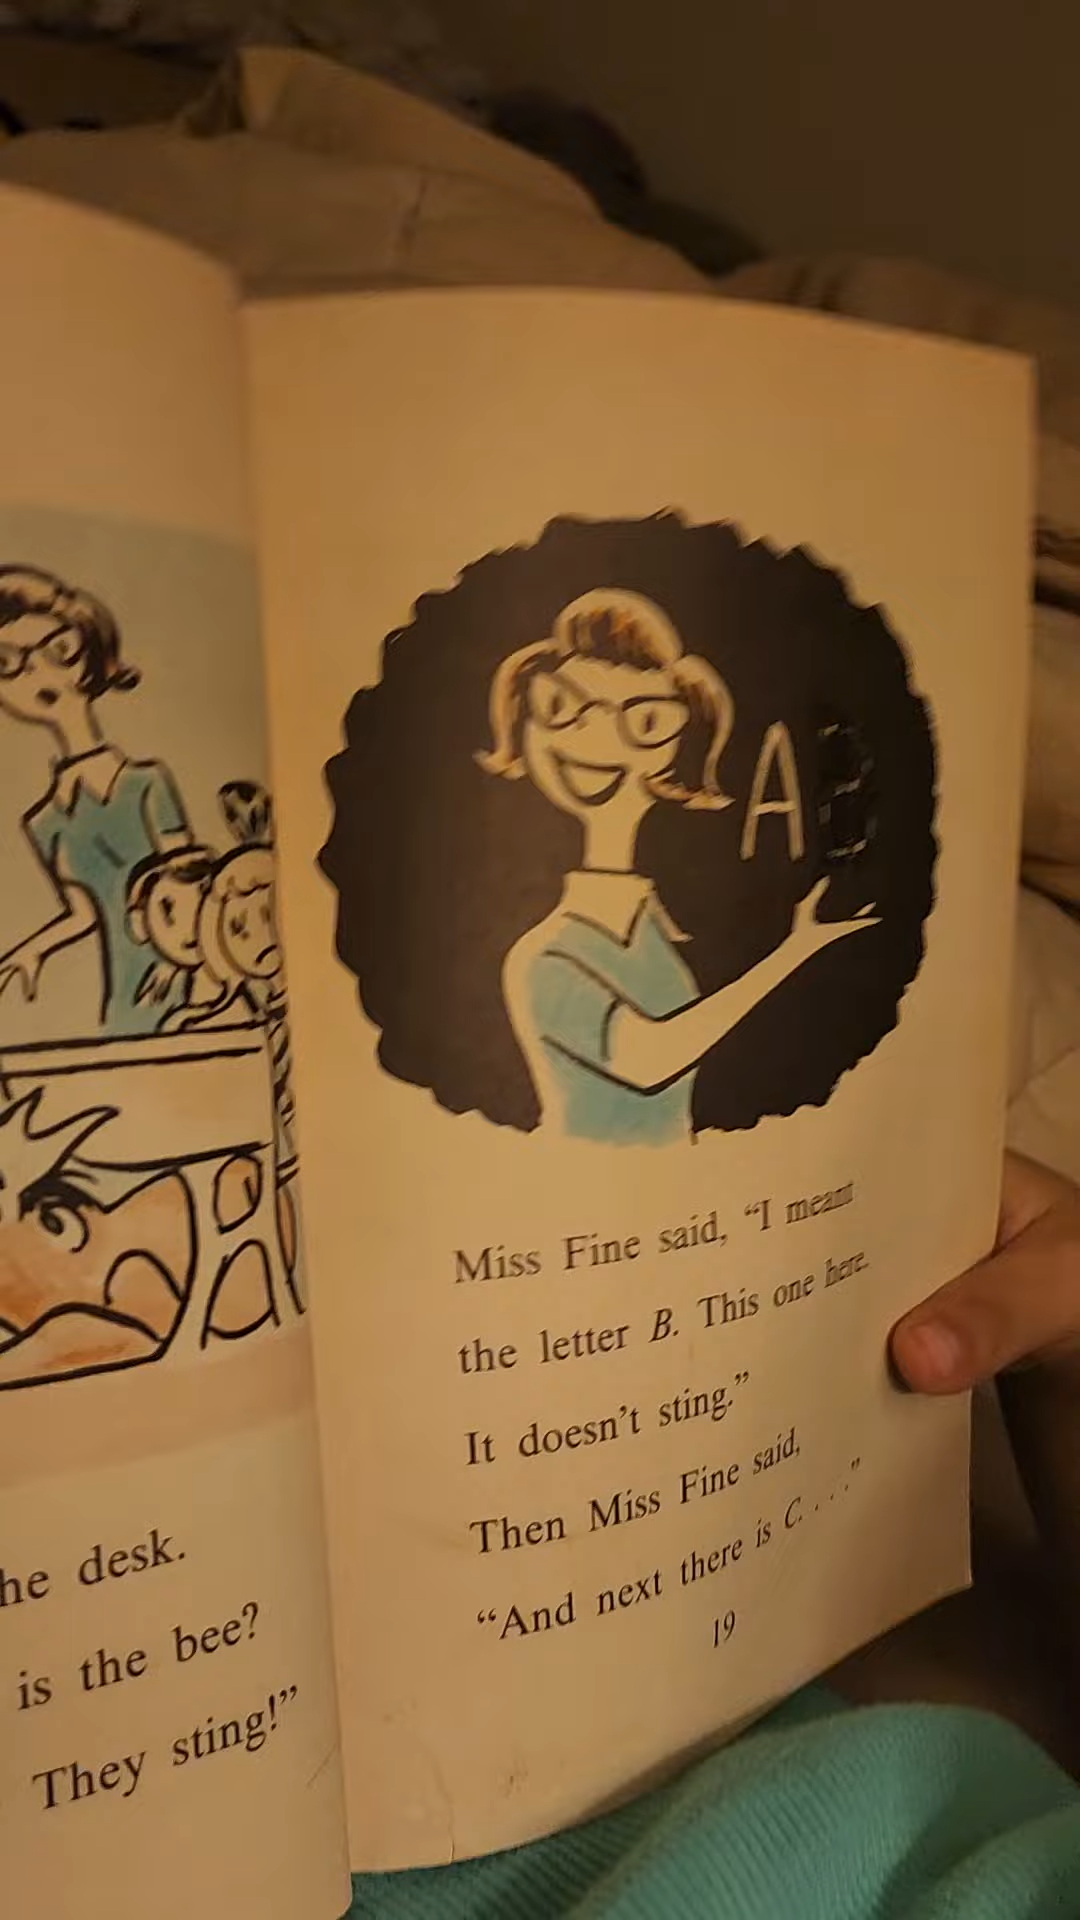 he desk.
is the bee?
They sting!”
A B
Miss Fine said, “I meant
the letter B. This one here.
It doesn’t sting.”
Then Miss Fine said,
“And next there is C. . . .”
19